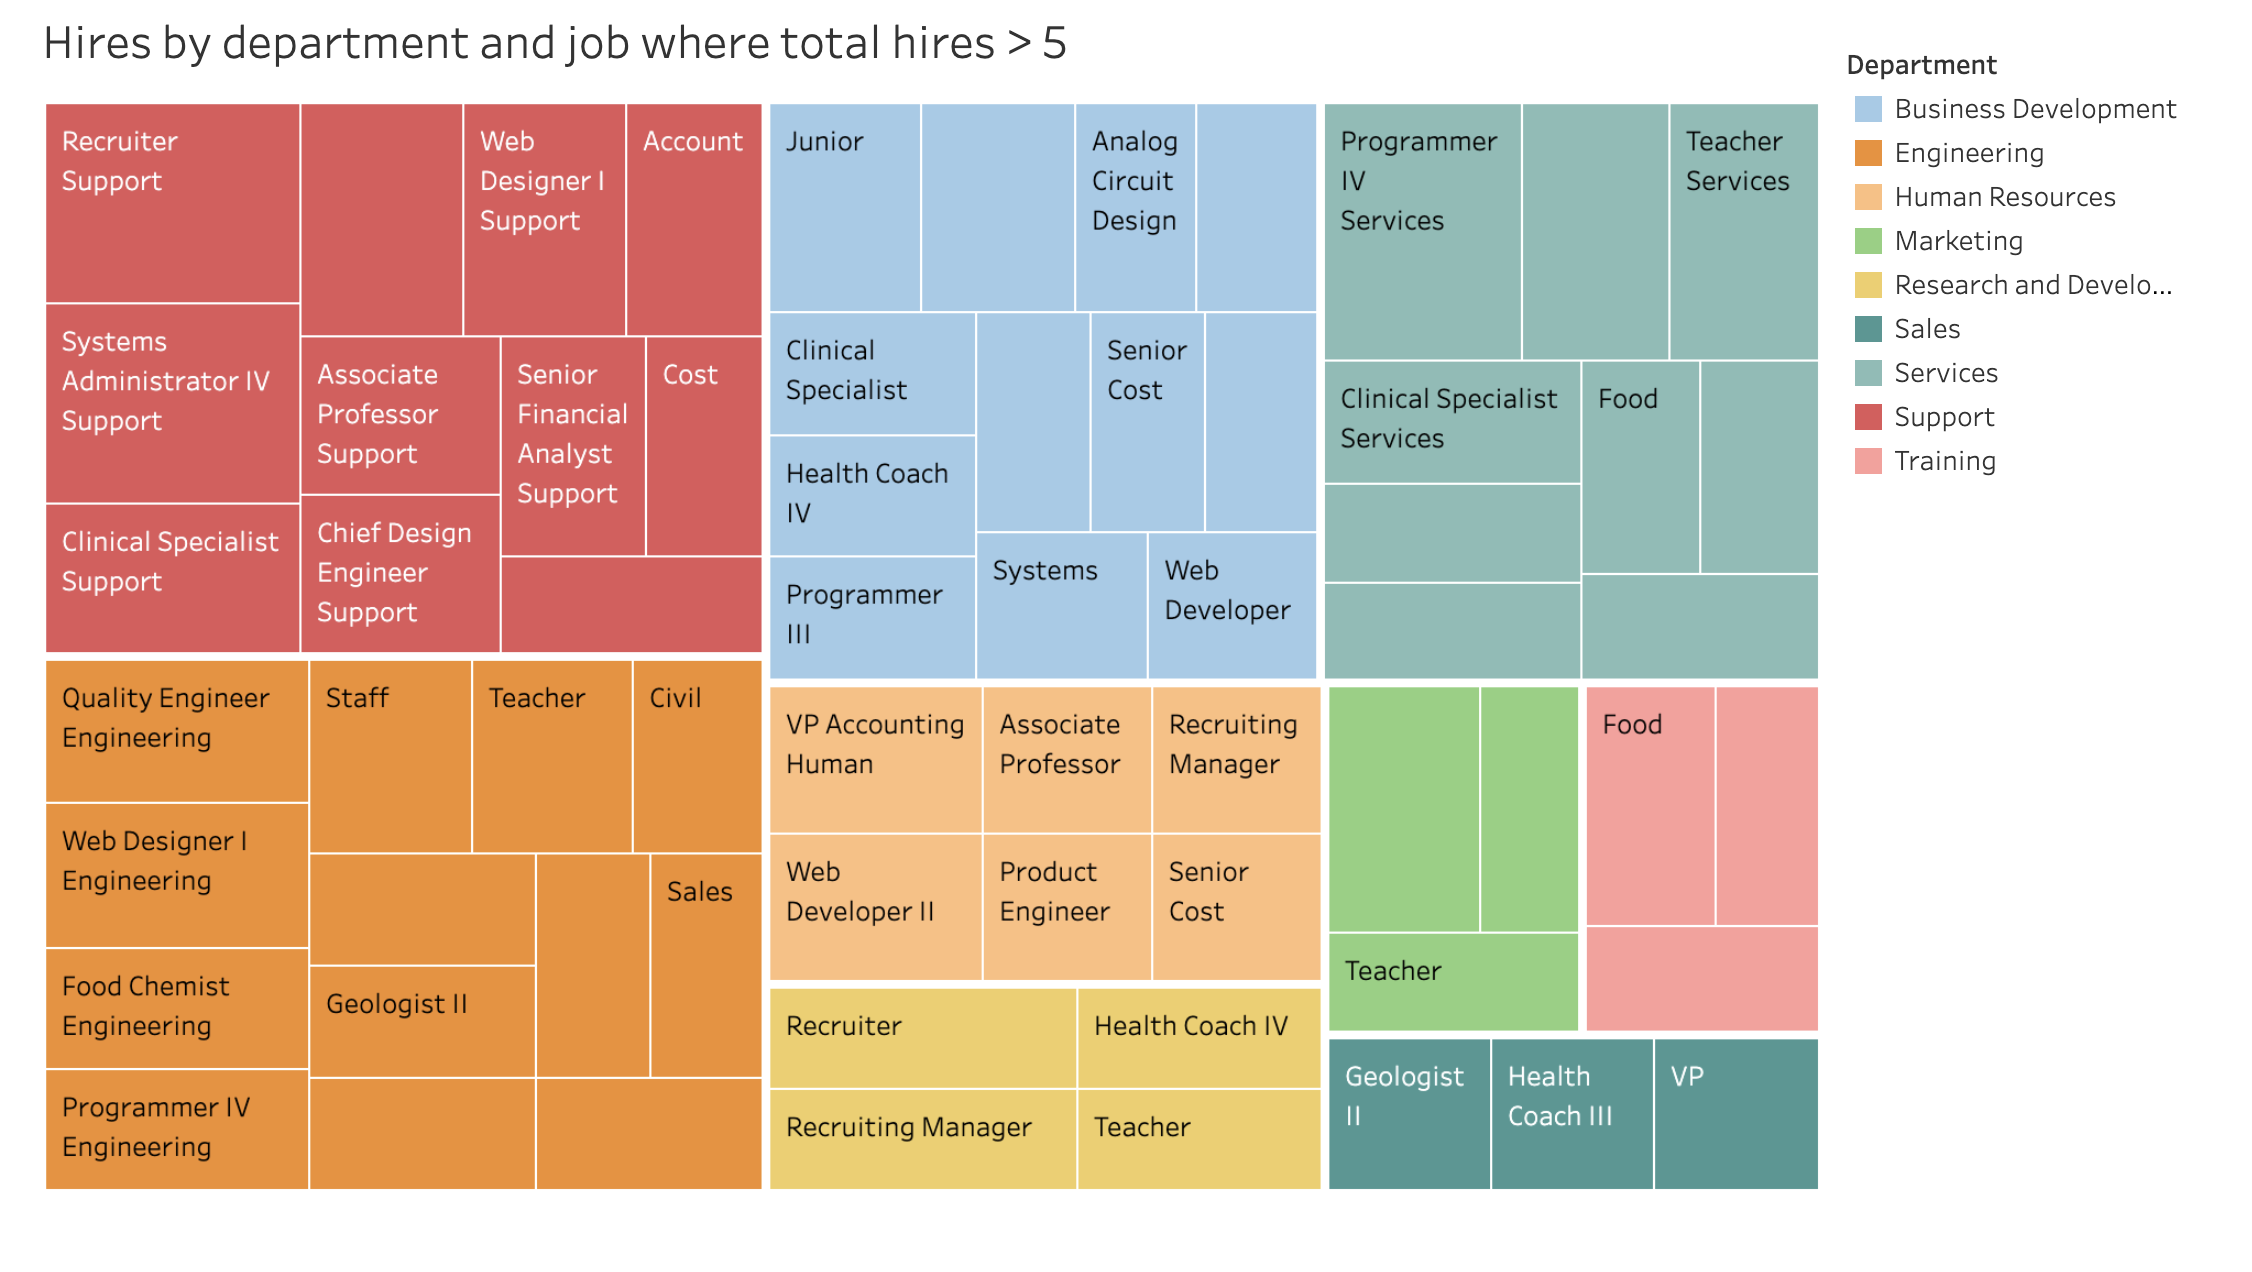 Hires by department and job where total hires > 5
Recruiter
Support
Web
Designer I
Support
Account
Systems
Administrator IV
Support
Associate
Professor
Support
Senior
Financial
Analyst
Support
Cost
Clinical Specialist
Support
Chief Design
Engineer
Support
Quality Engineer
Engineering
Staff
Teacher
Civil
Web Designer I
Engineering
Sales
Food Chemist
Engineering
Geologist II
Programmer IV
Engineering
Junior
Analog
Circuit
Design
Clinical
Specialist
Senior
Cost
Health Coach
IV
Programmer
III
Systems
Web
Developer
VP Accounting
Human
Associate
Professor
Recruiting
Manager
Web
Developer II
Product
Engineer
Senior
Cost
Recruiter
Health Coach IV
Recruiting Manager
Teacher
Programmer
IV
Services
Teacher
Services
Clinical Specialist
Services
Food
Teacher
Food
Geologist
II
Health
Coach III
VP
Department
Business Development
Engineering
Human Resources
Marketing
Research and Develo...
Sales
Services
Support
Training